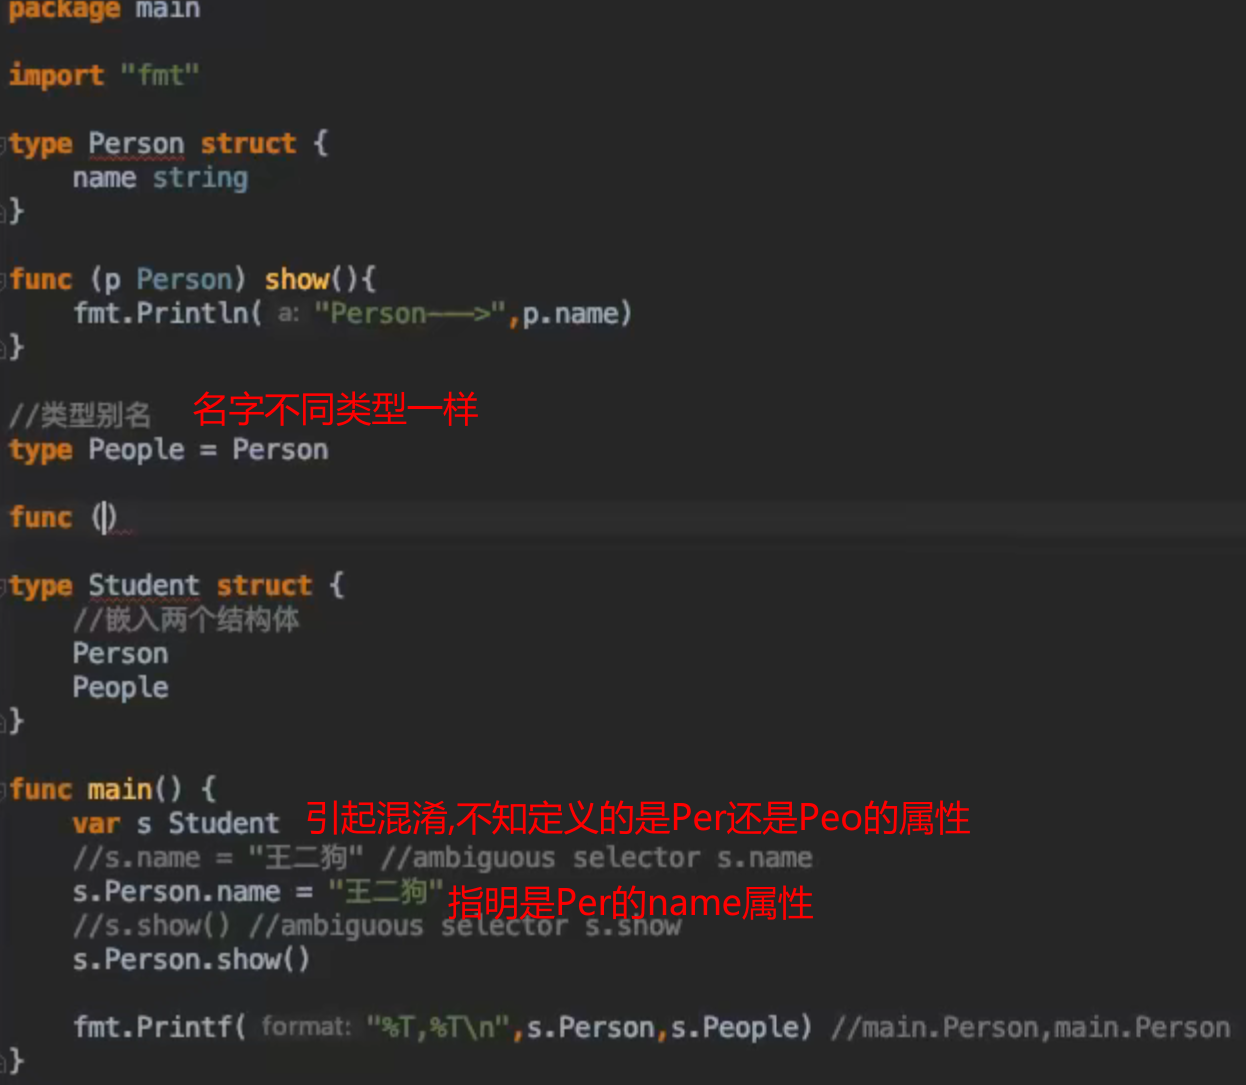 package main
import "fmt"
type Person struct {
name string
}
func (p Person) show(){
fmt.Println( a: "Person——->",p.name)
}
//类型别名 名字不同类型一样
type People = Person
func ()
type Student struct {
//嵌入两个结构体
Person
People
}
func main() {
var s Student 引起混淆,不知定义的是Per还是Peo的属性
//s.name = "王二狗" //ambiguous selector s.name
s.Person.name = "王二狗" 指明是Per的name属性
//s.show() //ambiguous selector s.show
s.Person.show()
fmt.Printf( format: "%T,%T\n",s.Person,s.People) //main.Person,main.Person
}